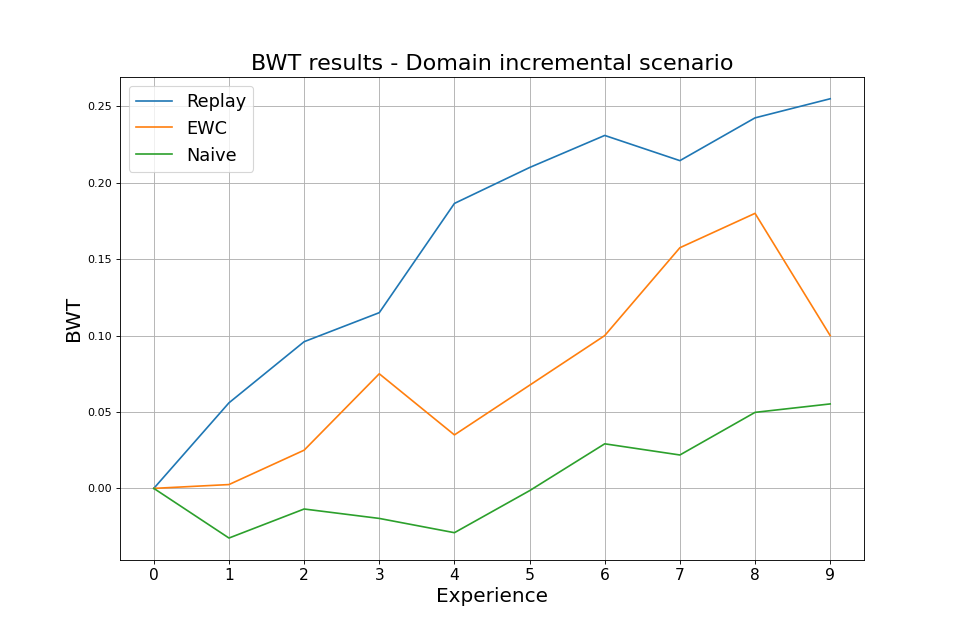 BWT results - Domain incremental scenario
Replay
EWC
Naive
BWT
0.25
0.20
0.15
0.10
0.05
0.00
0 1 2 3 4 5 6 7 8 9
Experience